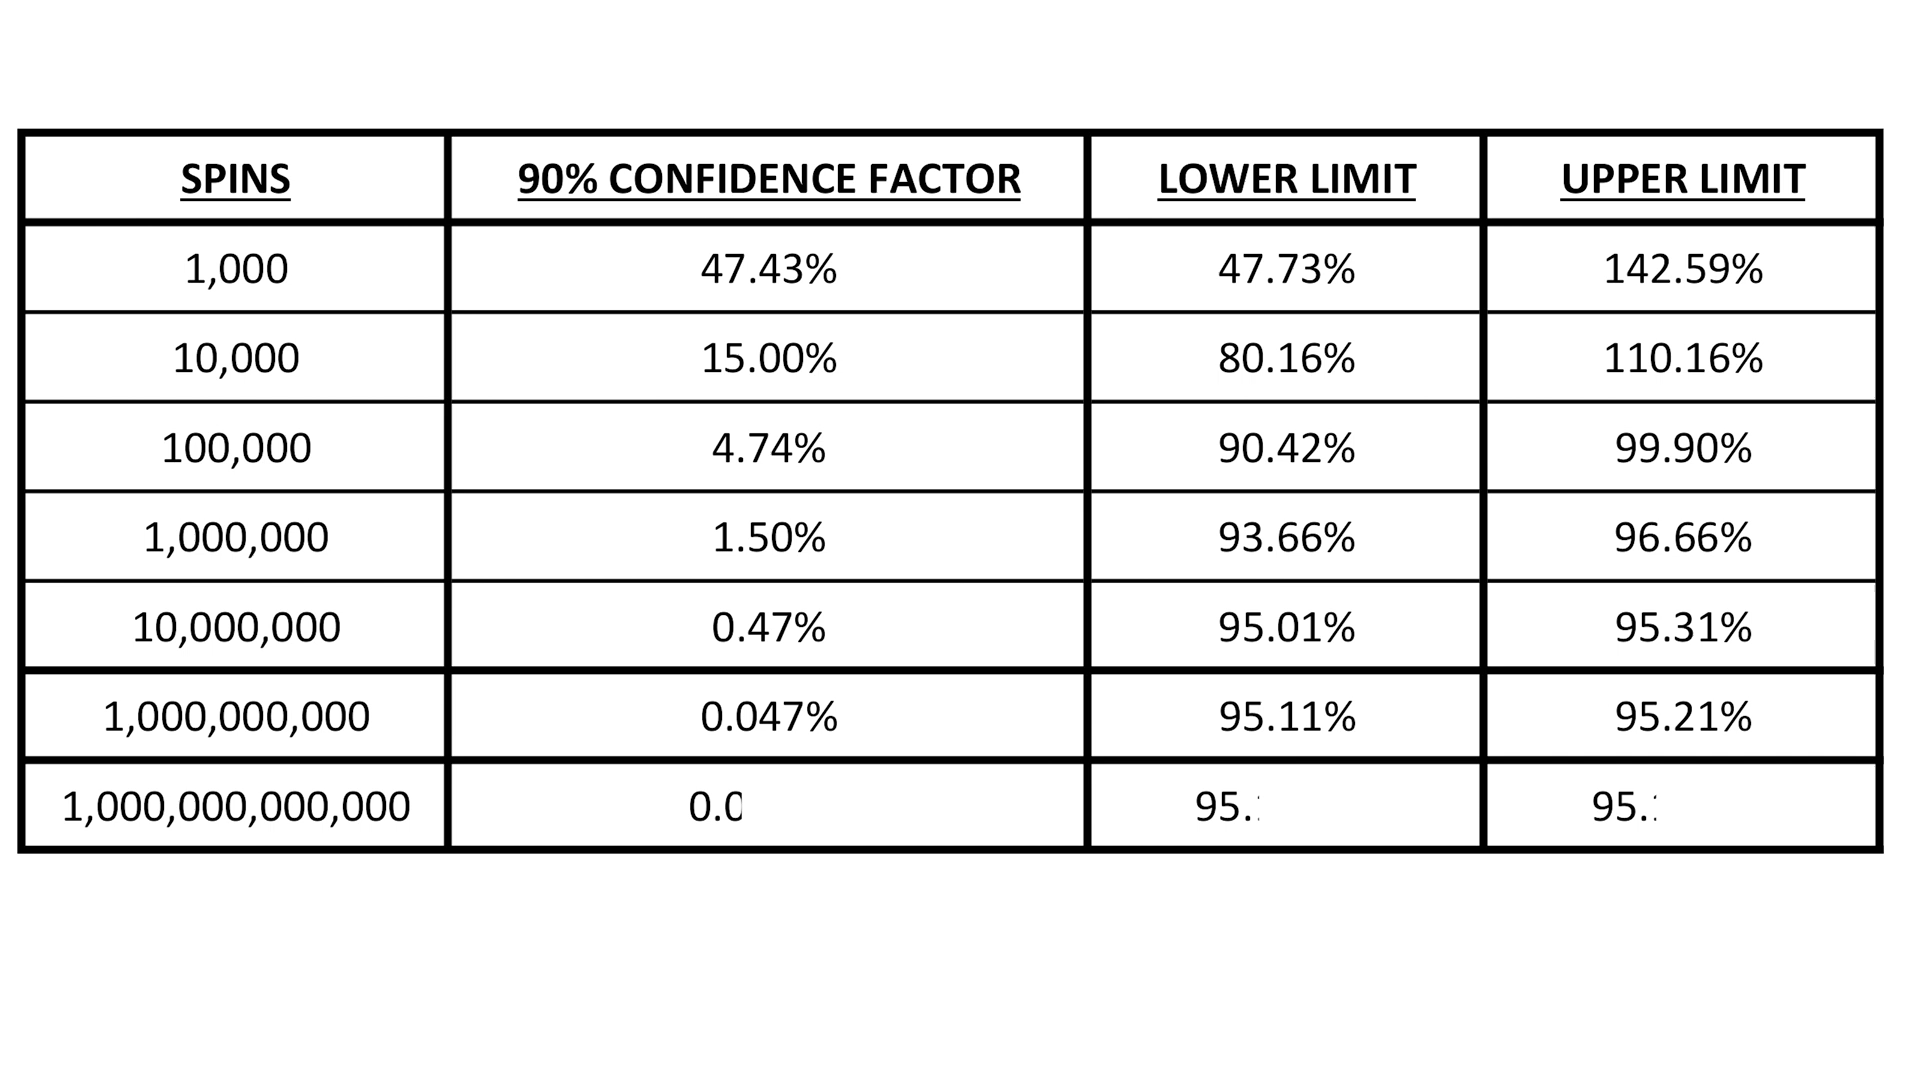 SPINS 90% CONFIDENCE FACTOR LOWER LIMIT UPPER LIMIT
1,000 47.43% 47.73% 142.59%
10,000 15.00% 80.16% 110.16%
100,000 4.74% 90.42% 99.90%
1,000,000 1.50% 93.66% 96.66%
10,000,000 0.47% 95.01% 95.31%
1,000,000,000 0.047% 95.11% 95.21%
1,000,000,000,000